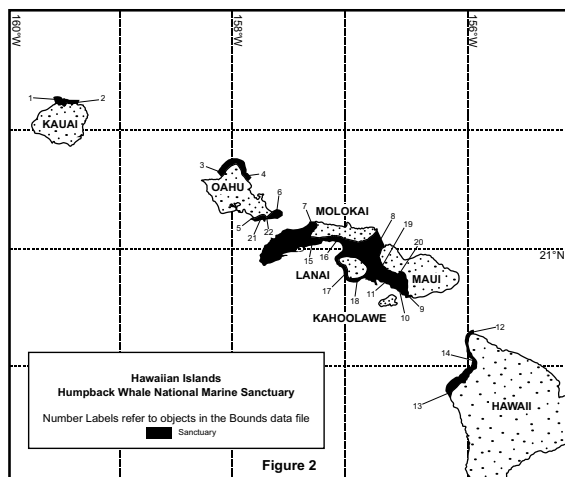 160°W
158°W
156°W
1
2
KAUAI
3
4
OAHU
6
7
MOLOKAI
8
19
5
21
22
15
16
20
21°N
LANAI
17
18
11
MAUI
9
10
KAHOOLAWE
12
14
13
HAWAII
Hawaiian Islands
Humpback Whale National Marine Sanctuary
Number Labels refer to objects in the Bounds data file
Sanctuary
Figure 2